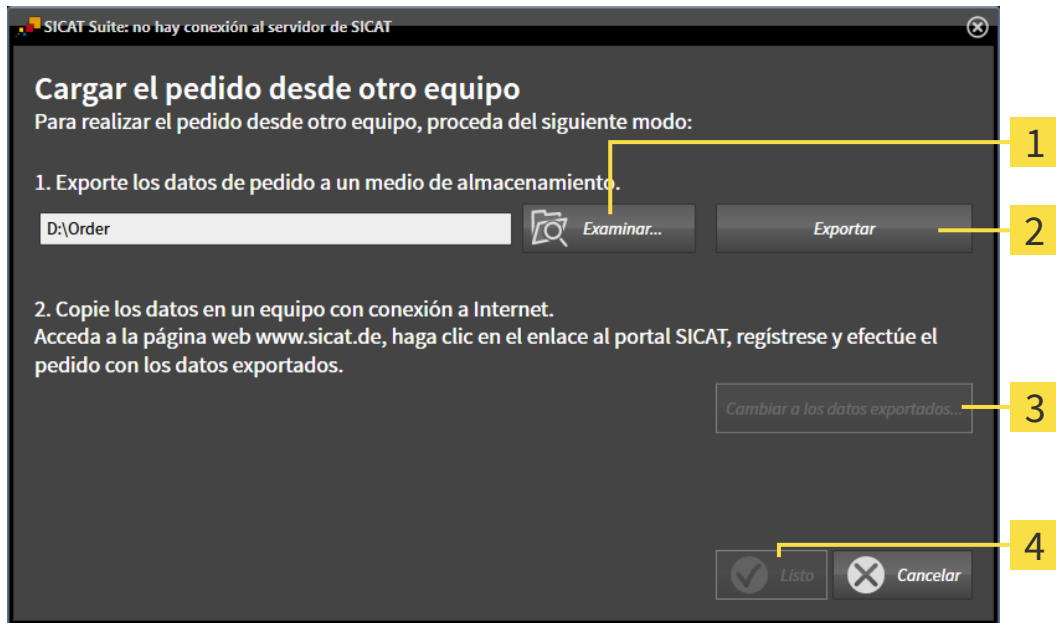 SICAT Suite: no hay conexión al servidor de SICAT
Cargar el pedido desde otro equipo
Para realizar el pedido desde otro equipo, proceda del siguiente modo:
1
1. Exporte los datos de pedido a un medio de almacenamiento.
D:\Order
Examinar...
Exportar
2
2. Copie los datos en un equipo con conexión a Internet.
Acceda a la página web www.sicat.de, haga clic en el enlace al portal SICAT, regístrese y efectúe el
pedido con los datos exportados.
Cambiar a los datos exportados...
3
4
Listo
Cancelar